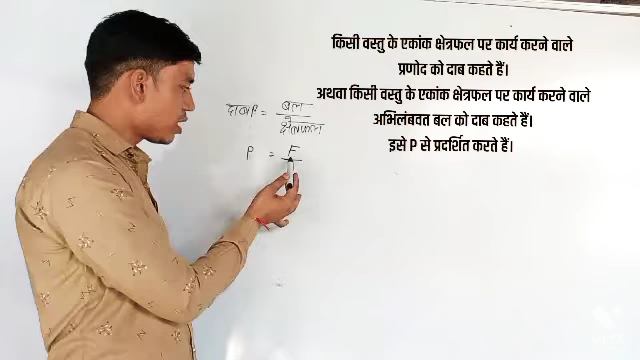 किसी वस्तु के एकांक क्षेत्रफल पर कार्य करने वाले
प्रणोद को दाब कहते हैं।
अथवा किसी वस्तु के एकांक क्षेत्रफल पर कार्य करने वाले
अभिलंबवत बल को दाब कहते हैं।
इसे P से प्रदर्शित करते हैं।
दाब P = बल
क्षेत्रफल
P = F